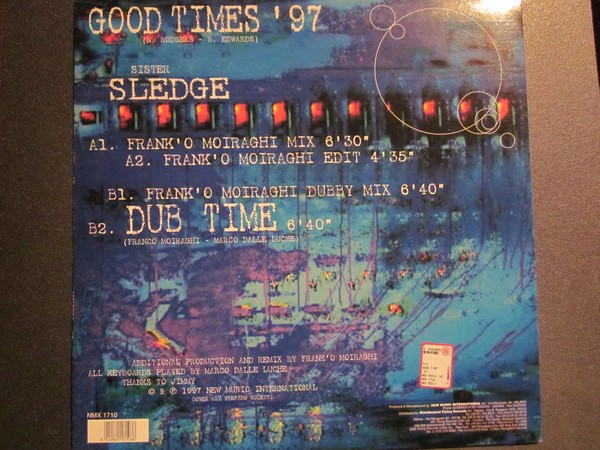 GOOD TIMES '97
(N. RODGERS - B. EDWARDS)
SISTER
SLEDGE
A1. FRANK'O MOIRAGHI MIX 6'30"
A2. FRANK'O MOIRAGHI EDIT 4'35"
B1. FRANK'O MOIRAGHI DUBBY MIX 6'40"
B2. DUB TIME 6'40"
(FRANCO MOIRAGHI - MARCO DALLE LUCHE)
ADDITIONAL PRODUCTION AND REMIX BY FRANK'O MOIRAGHI
ALL KEYBOARDS PLAYED BY MARCO DALLE LUCHE
THANKS TO JIMMY
© & ℗ 1997 NEW MUSIC INTERNATIONAL
NMX 1710